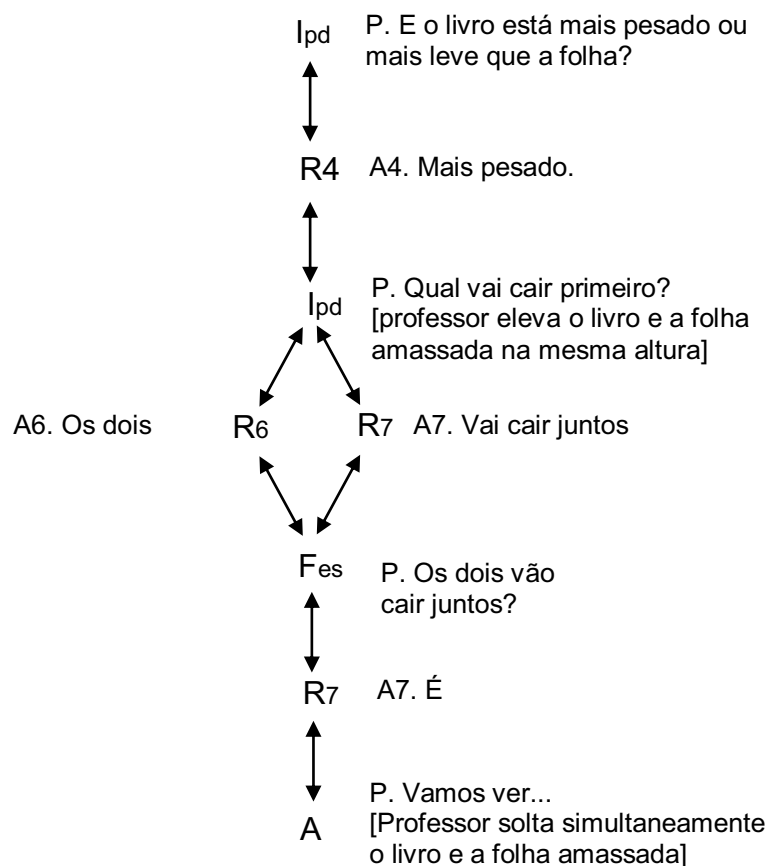 Ipd P. E o livro está mais pesado ou
mais leve que a folha?
R4 A4. Mais pesado.
Ipd P. Qual vai cair primeiro?
[professor eleva o livro e a folha
amassada na mesma altura]
A6. Os dois R6 R7 A7. Vai cair juntos
Fes P. Os dois vão
cair juntos?
R7 A7. É
A P. Vamos ver...
[Professor solta simultaneamente
o livro e a folha amassada]